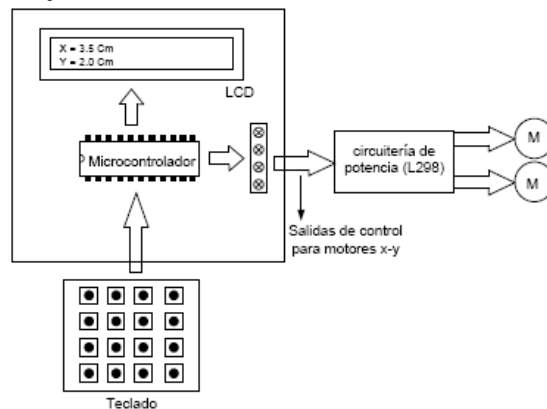 X = 3.5 Cm
Y = 2.0 Cm
LCD
Microcontrolador
circuitería de
potencia (L298)
M
M
Salidas de control
para motores x-y
Teclado